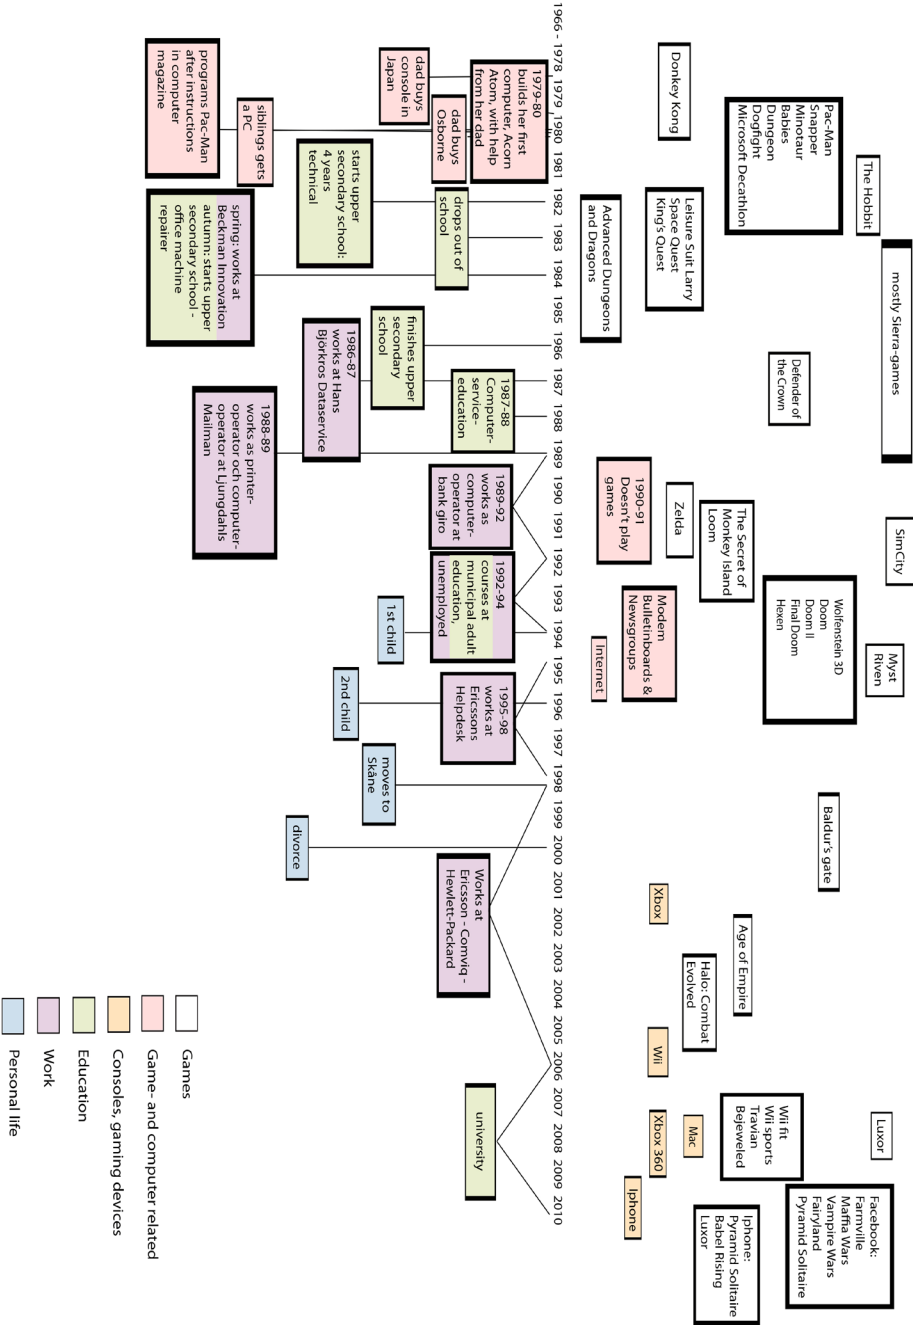 The Hobbit
mostly Sierra-games
SimCity
Myst
Riven
Luxor
Pac-Man
Snapper
Minotaur
Babies
Dungeon
Dogfight
Microsoft Decathlon
Defender of
the Crown
Wolfenstein 3D
Doom
Doom II
Final Doom
Hexen
Baldur's gate
Facebook:
Farmville
Maffia Wars
Vampire Wars
Fairyland
Pyramid Solitaire
Donkey Kong
Leisure Suit Larry
Space Quest
King's Quest
The Secret of
Monkey Island
Loom
Zelda
Age of Empire
Halo: Combat
Evolved
Wii fit
Wii sports
Travian
Bejeweled
Iphone:
Pyramid Solitaire
Babel Rising
Luxor
Advanced Dungeons
and Dragons
1990-91
Doesn't play
games
Modem
Bulletinboards &
Newsgroups
Internet
Xbox
Wii
Mac
Xbox 360
Iphone
1966 - 1978 1979 1979 1980 1981 1982 1983 1984 1985 1986 1987 1988 1989 1990 1991 1992 1993 1994 1995 1996 1997 1998 1999 2000 2001 2002 2003 2004 2005 2006 2007 2008 2009 2010
1979-80
builds her first
computer, Acorn
Atom, with help
from her dad
dad buys
console in
Japan
dad buys
Osborne
siblings gets
a PC
programs Pac-Man
after instructions
in computer
magazine
drops out of
school
starts upper
secondary school:
4 years
technical
spring: works at
Beckman Innovation
autumn: starts upper
secondary school -
office machine
repairer
1987-88
Computer-
service-
education
finishes upper
secondary
school
1986-87
works at Hans
Björkros Dataservice
1988-89
works as printer-
operator och computer-
operator at Ljungdahls
Mailman
1989-92
works as
computer-
operator at
bank giro
1992-94
courses at
municipal adult
education,
unemployed
1st child
2nd child
1995-98
works at
Ericssons
Helpdesk
moves to
Skåne
divorce
Works at
Ericsson - Comviq -
Hewlett-Packard
university
Games
Game- and computer related
Consoles, gaming devices
Education
Work
Personal life